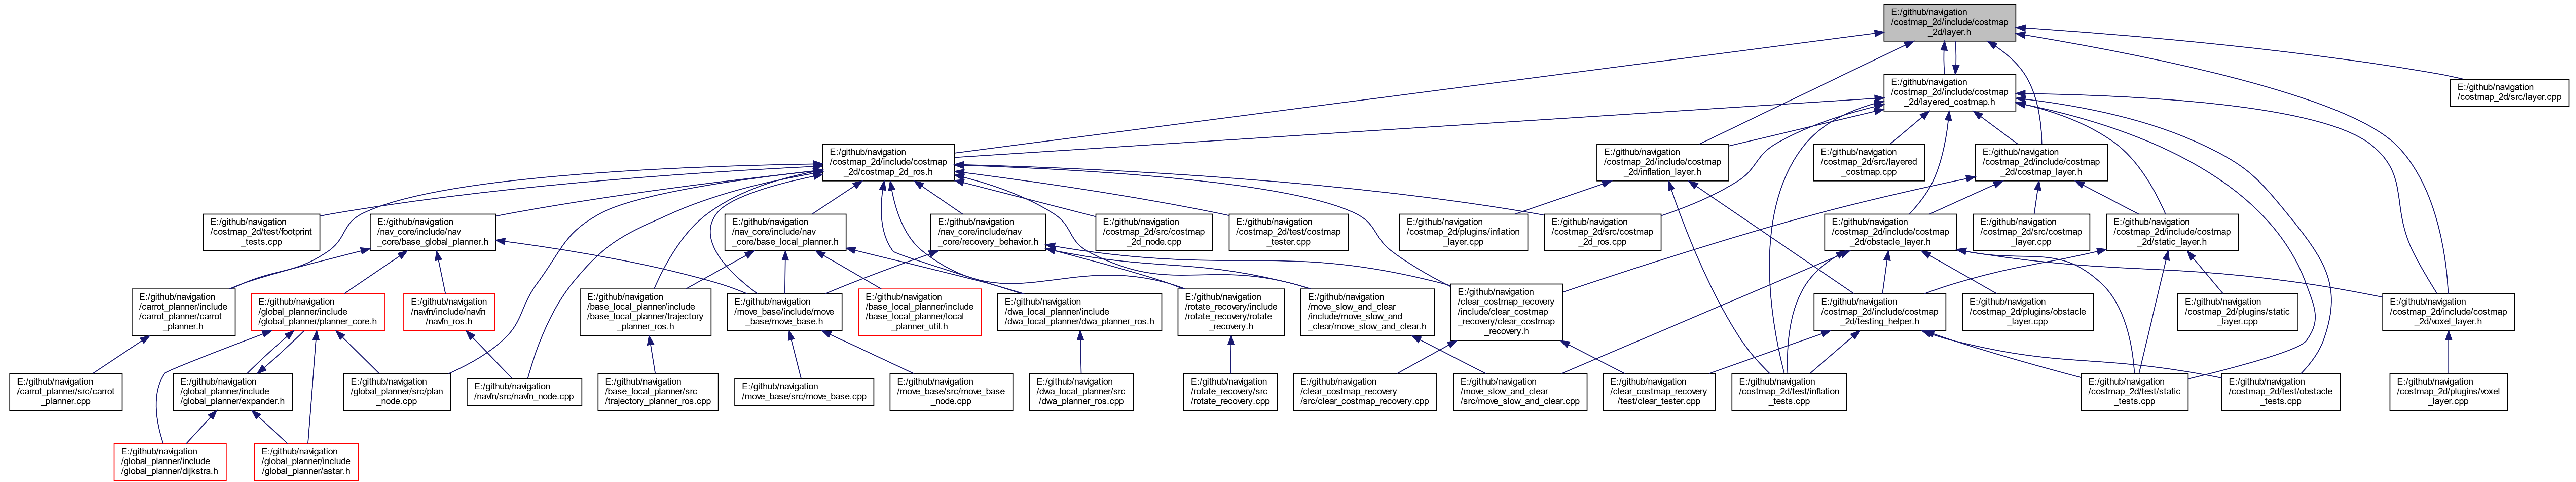 E:/github/navigation
/costmap_2d/include/costmap
_2d/layer.h
E:/github/navigation
/costmap_2d/include/costmap
_2d/layered_costmap.h
E:/github/navigation
/costmap_2d/src/layer.cpp
E:/github/navigation
/costmap_2d/include/costmap
_2d/costmap_2d_ros.h
E:/github/navigation
/costmap_2d/include/costmap
_2d/inflation_layer.h
E:/github/navigation
/costmap_2d/src/layered
_costmap.cpp
E:/github/navigation
/costmap_2d/include/costmap
_2d/costmap_layer.h
E:/github/navigation
/costmap_2d/test/footprint
_tests.cpp
E:/github/navigation
/nav_core/include/nav
_core/base_global_planner.h
E:/github/navigation
/nav_core/include/nav
_core/base_local_planner.h
E:/github/navigation
/nav_core/include/nav
_core/recovery_behavior.h
E:/github/navigation
/costmap_2d/src/costmap
_2d_node.cpp
E:/github/navigation
/costmap_2d/test/costmap
_tester.cpp
E:/github/navigation
/costmap_2d/plugins/inflation
_layer.cpp
E:/github/navigation
/costmap_2d/src/costmap
_2d_ros.cpp
E:/github/navigation
/costmap_2d/include/costmap
_2d/obstacle_layer.h
E:/github/navigation
/costmap_2d/src/costmap
_layer.cpp
E:/github/navigation
/costmap_2d/include/costmap
_2d/static_layer.h
E:/github/navigation
/carrot_planner/include
/carrot_planner/carrot
_planner.h
E:/github/navigation
/global_planner/include
/global_planner/planner_core.h
E:/github/navigation
/navfn/include/navfn
/navfn_ros.h
E:/github/navigation
/base_local_planner/include
/base_local_planner/trajectory
_planner_ros.h
E:/github/navigation
/move_base/include/move
_base/move_base.h
E:/github/navigation
/base_local_planner/include
/base_local_planner/local
_planner_util.h
E:/github/navigation
/dwa_local_planner/include
/dwa_local_planner/dwa_planner_ros.h
E:/github/navigation
/rotate_recovery/include
/rotate_recovery/rotate
_recovery.h
E:/github/navigation
/move_slow_and_clear
/include/move_slow_and
_clear/move_slow_and_clear.h
E:/github/navigation
/clear_costmap_recovery
/include/clear_costmap
_recovery/clear_costmap
_recovery.h
E:/github/navigation
/costmap_2d/include/costmap
_2d/testing_helper.h
E:/github/navigation
/costmap_2d/plugins/obstacle
_layer.cpp
E:/github/navigation
/costmap_2d/plugins/static
_layer.cpp
E:/github/navigation
/costmap_2d/include/costmap
_2d/voxel_layer.h
E:/github/navigation
/carrot_planner/src/carrot
_planner.cpp
E:/github/navigation
/global_planner/include
/global_planner/expander.h
E:/github/navigation
/global_planner/src/plan
_node.cpp
E:/github/navigation
/navfn/src/navfn_node.cpp
E:/github/navigation
/base_local_planner/src
/trajectory_planner_ros.cpp
E:/github/navigation
/move_base/src/move_base.cpp
E:/github/navigation
/move_base/src/move_base
_node.cpp
E:/github/navigation
/dwa_local_planner/src
/dwa_planner_ros.cpp
E:/github/navigation
/rotate_recovery/src
/rotate_recovery.cpp
E:/github/navigation
/clear_costmap_recovery
/src/clear_costmap_recovery.cpp
E:/github/navigation
/move_slow_and_clear
/src/move_slow_and_clear.cpp
E:/github/navigation
/clear_costmap_recovery
/test/clear_tester.cpp
E:/github/navigation
/costmap_2d/test/inflation
_tests.cpp
E:/github/navigation
/costmap_2d/test/static
_tests.cpp
E:/github/navigation
/costmap_2d/test/obstacle
_tests.cpp
E:/github/navigation
/costmap_2d/plugins/voxel
_layer.cpp
E:/github/navigation
/global_planner/include
/global_planner/dijkstra.h
E:/github/navigation
/global_planner/include
/global_planner/astar.h